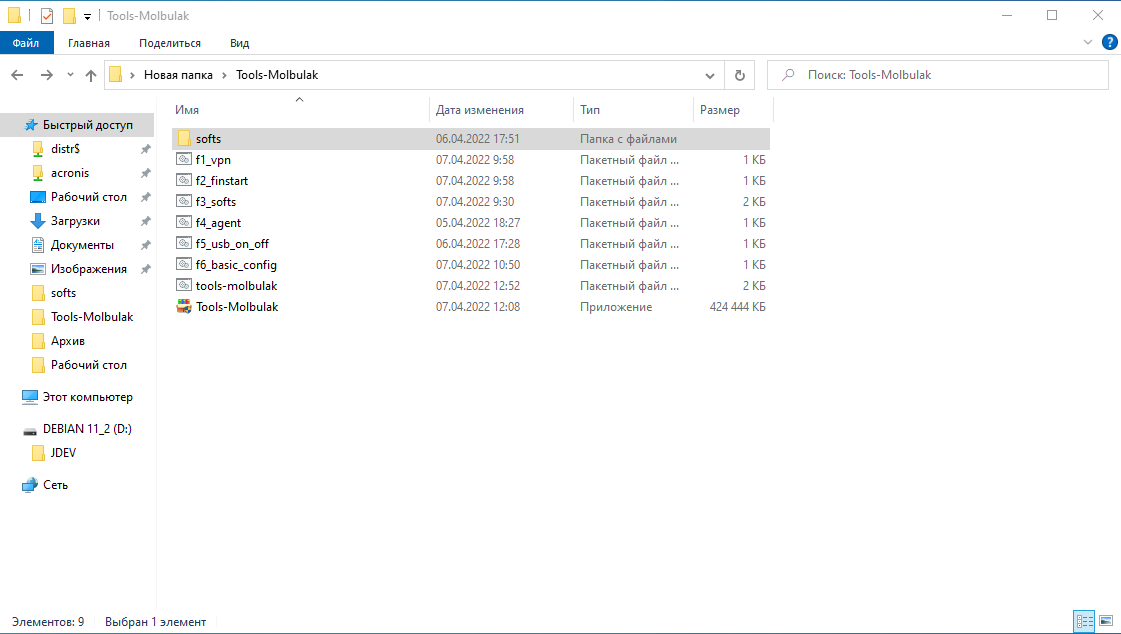 Tools-Molbulak
Файл Главная Поделиться Вид
Новая папка Tools-Molbulak Поиск: Tools-Molbulak
Имя Дата изменения Тип Размер
Быстрый доступ
distr$
acronis
Рабочий стол
Загрузки
Документы
Изображения
softs
Tools-Molbulak
Архив
Рабочий стол
Этот компьютер
DEBIAN 11_2 (D:)
JDEV
Сеть
softs 06.04.2022 17:51 Папка с файлами
f1_vpn 07.04.2022 9:58 Пакетный файл ... 1 КБ
f2_finstart 07.04.2022 9:58 Пакетный файл ... 1 КБ
f3_softs 07.04.2022 9:30 Пакетный файл ... 2 КБ
f4_agent 05.04.2022 18:27 Пакетный файл ... 1 КБ
f5_usb_on_off 06.04.2022 17:28 Пакетный файл ... 1 КБ
f6_basic_config 07.04.2022 10:50 Пакетный файл ... 1 КБ
tools-molbulak 07.04.2022 12:52 Пакетный файл ... 2 КБ
Tools-Molbulak 07.04.2022 12:08 Приложение 424 444 КБ
Элементов: 9 Выбран 1 элемент